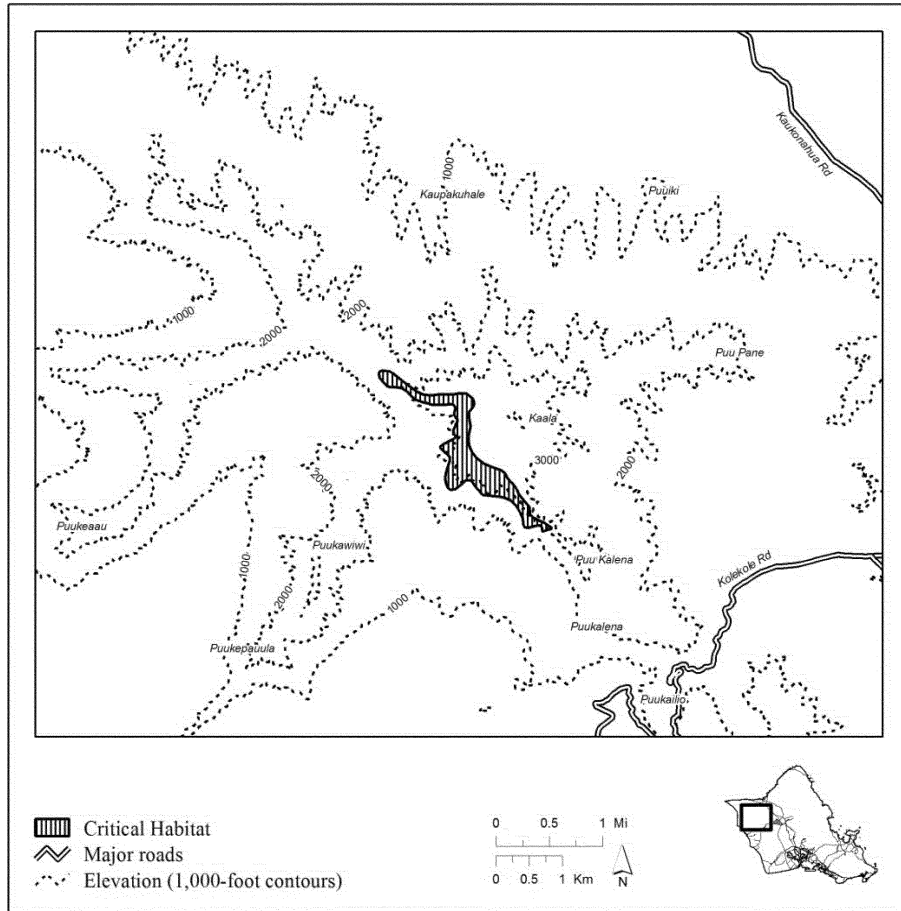 Kaukonahua Rd
1000
Kaupakuhale
Puuiki
1000
2000
2000
Puu Pane
Kaala
3000
2000
2000
Puukeaau
Puukawiwi
1000
2000
Puu Kalena
Kolekole Rd
1000
Puukalena
Puukepauula
Puukailio
Critical Habitat
Major roads
Elevation (1,000-foot contours)
0 0.5 1 Mi
0 0.5 1 Km
N